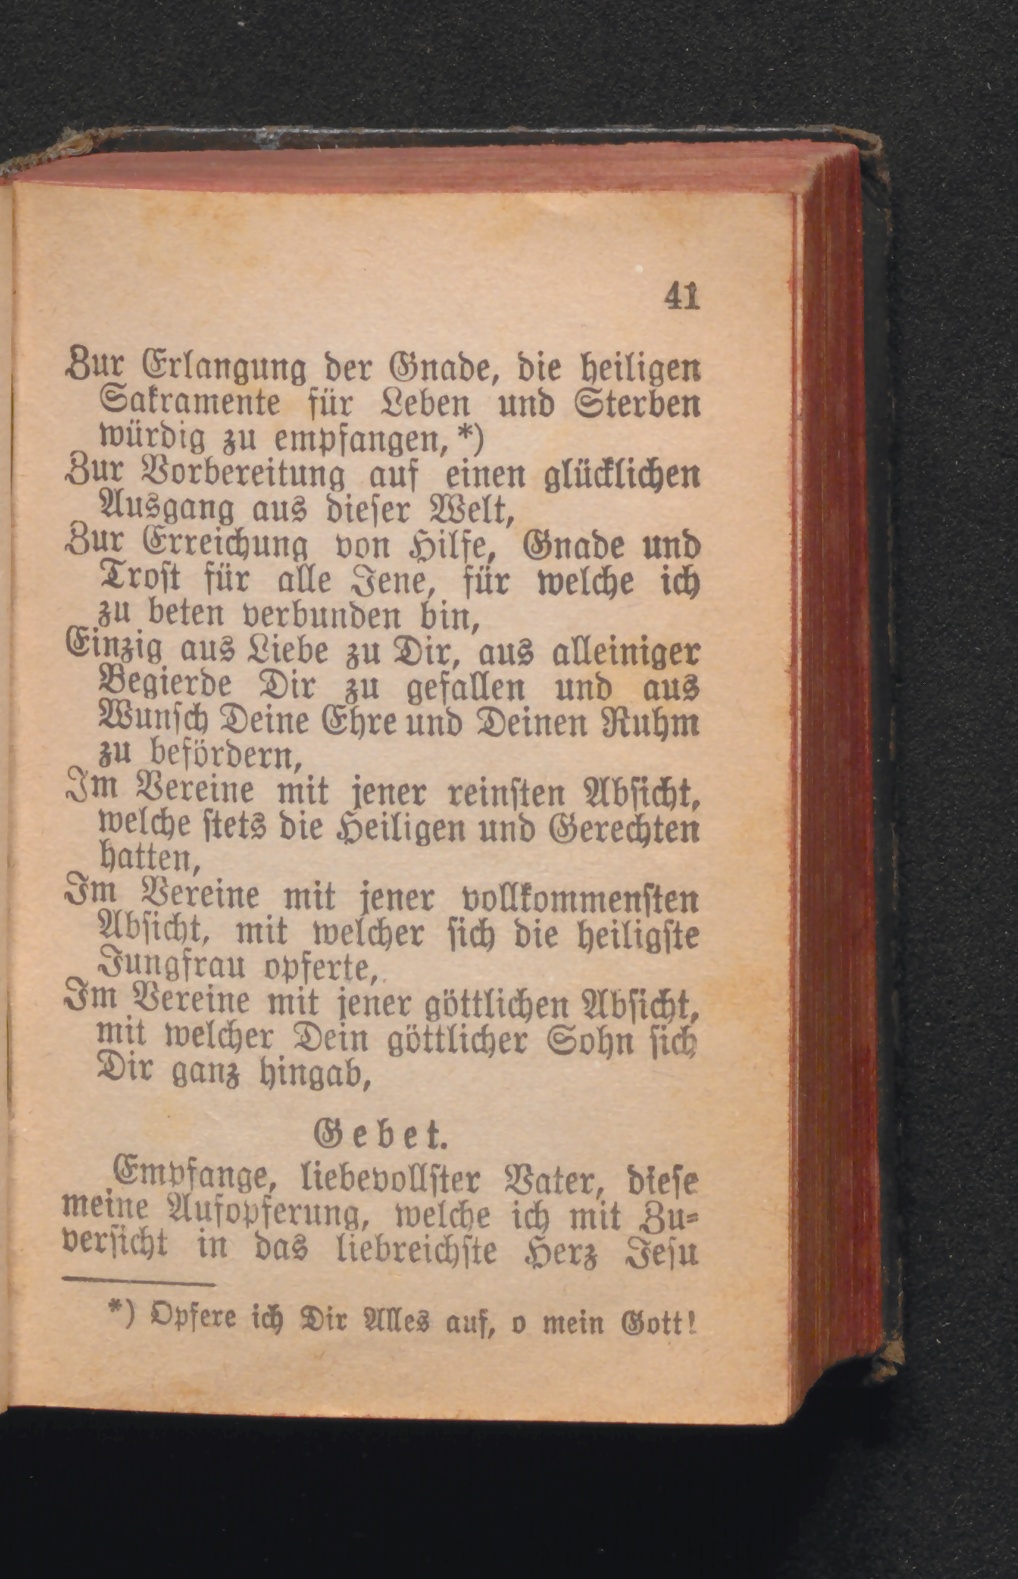 41
Zur Erlangung der Gnade, die heiligen
Sakramente für Leben und Sterben
würdig zu empfangen,*)
Zur Vorbereitung auf einen glücklichen
Ausgang aus dieser Welt,
Zur Erreichung von Hilfe, Gnade und
Trost für alle Jene, für welche ich
zu beten verbunden bin,
Einzig aus Liebe zu Dir, aus alleiniger
Begierde Dir zu gefallen und aus
Wunsch Deine Ehre und Deinen Ruhm
zu befördern,
Im Vereine mit jener reinsten Absicht,
welche stets die Heiligen und Gerechten
hatten,
Im Vereine mit jener vollkommensten
Absicht, mit welcher sich die heiligste
Jungfrau opferte,
Im Vereine mit jener göttlichen Absicht,
mit welcher Dein göttlicher Sohn sich
Dir ganz hingab,
Gebet.
Empfange, liebevollster Vater, diese
meine Aufopferung, welche ich mit Zu-
versicht in das liebreichste Herz Jesu
*) Opfere ich Dir Alles auf, o mein Gott!